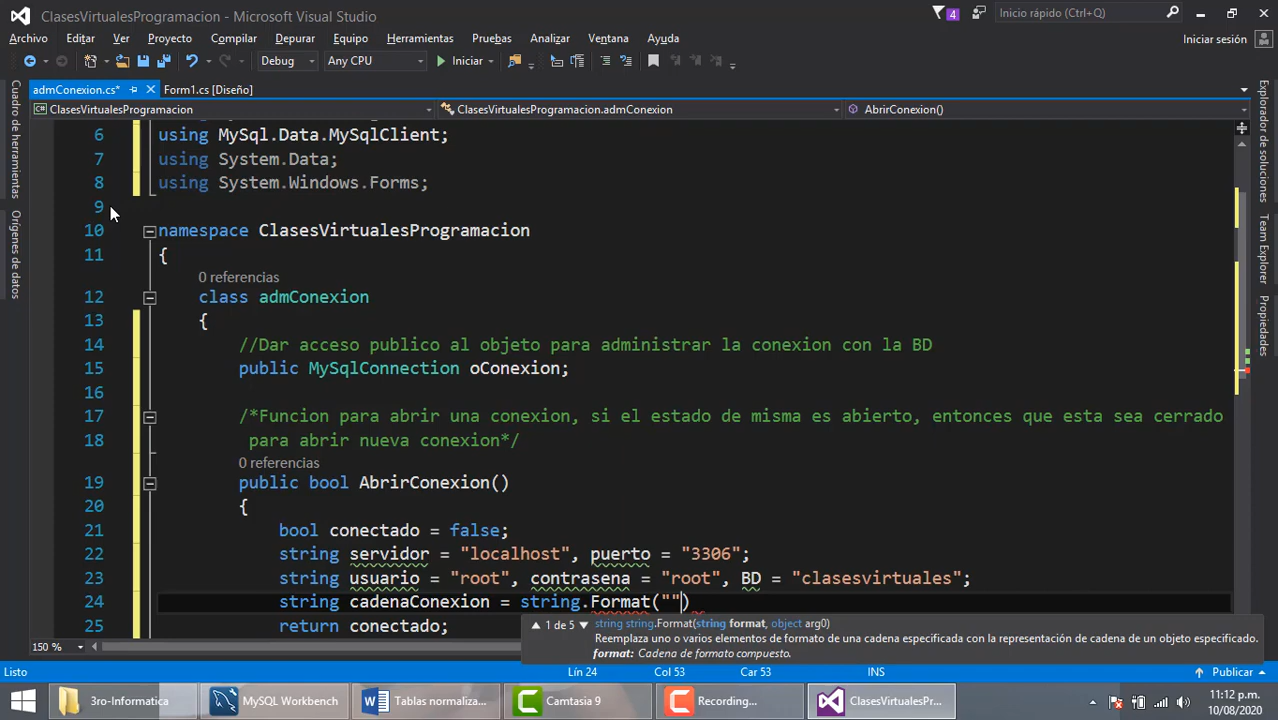 ClasesVirtualesProgramacion - Microsoft Visual Studio
4
Inicio rápido (Ctrl+Q)
Archivo Editar Ver Proyecto Compilar Depurar Equipo Herramientas Pruebas Analizar Ventana Ayuda
Iniciar sesión
Debug Any CPU Iniciar
admConexion.cs* Form1.cs [Diseño]
ClasesVirtualesProgramacion ClasesVirtualesProgramacion.admConexion AbrirConexion()
Cuadro de herramientas
Orígenes de datos
6 using MySql.Data.MySqlClient;
7 using System.Data;
8 using System.Windows.Forms;
9
10 namespace ClasesVirtualesProgramacion
11 {
0 referencias
12 class admConexion
13 {
14 //Dar acceso publico al objeto para administrar la conexion con la BD
15 public MySqlConnection oConexion;
16
17 /*Funcion para abrir una conexion, si el estado de misma es abierto, entonces que esta sea cerrado
18 para abrir nueva conexion*/
0 referencias
19 public bool AbrirConexion()
20 {
21 bool conectado = false;
22 string servidor = "localhost", puerto = "3306";
23 string usuario = "root", contrasena = "root", BD = "clasesvirtuales";
24 string cadenaConexion = string.Format("")
25 return conectado;
1 de 5 string string.Format(string format, object arg0)
Reemplaza uno o varios elementos de formato de una cadena especificada con la representación de cadena de un objeto especificado.
format: Cadena de formato compuesto.
Explorador de soluciones
Team Explorer
Propiedades
150 %
Listo Lín 24 Col 53 Car 53 INS Publicar
3ro-Informatica MySQL Workbench Tablas normaliza... Camtasia 9 Recording... ClasesVirtualesPr...
11:12 p.m.
10/08/2020